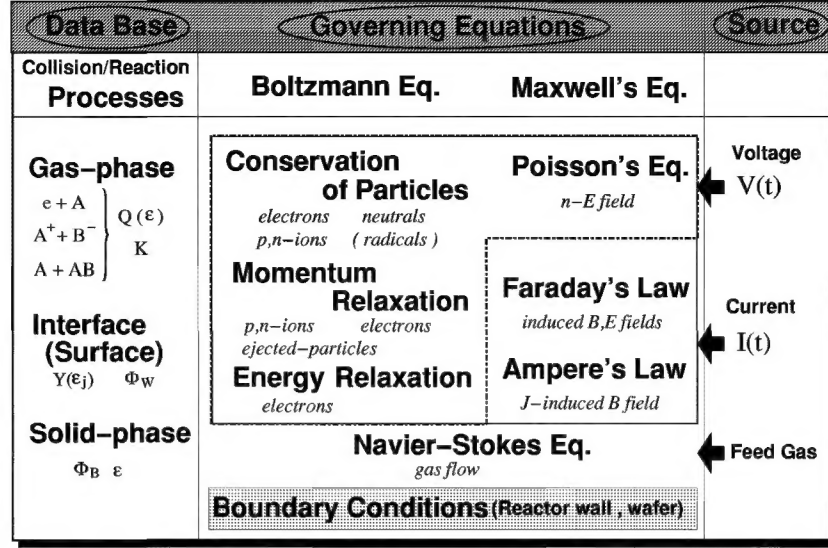 Data Base
Governing Equations
Source
Collision/Reaction
Processes
Boltzmann Eq.
Maxwell's Eq.
Gas-phase
e + A
A⁺ + B⁻
A + AB
Q (ε)
K
Interface
(Surface)
Y(εj) Φw
Solid-phase
ΦB ε
Conservation
of Particles
electrons neutrals
p,n-ions ( radicals )
Momentum
Relaxation
p,n-ions electrons
ejected-particles
Energy Relaxation
electrons
Poisson's Eq.
n-E field
Faraday's Law
induced B,E fields
Ampere's Law
J-induced B field
Navier-Stokes Eq.
gas flow
Boundary Conditions (Reactor wall , wafer)
Voltage
V(t)
Current
I(t)
Feed Gas